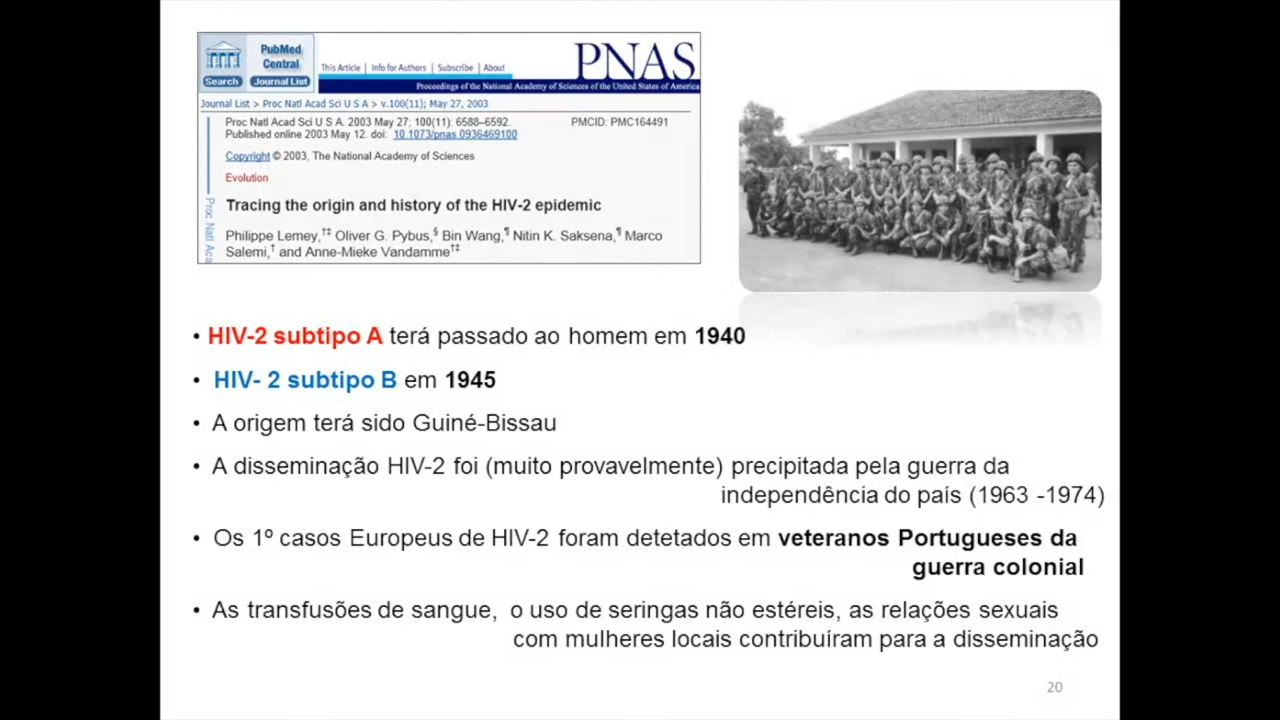 PubMed
Central
Search
Journal List
This Article | Info for Authors | Subscribe | About
PNAS
Proceedings of the National Academy of Sciences of the United States of America
Journal List > Proc Natl Acad Sci U S A > v.100(11); May 27, 2003
Proc Natl Acad Sci U S A. 2003 May 27; 100(11): 6588–6592.
PMCID: PMC164491
Published online 2003 May 12. doi: 10.1073/pnas.0936469100
Copyright © 2003, The National Academy of Sciences
Evolution
Proc Natl Aca
Tracing the origin and history of the HIV-2 epidemic
Philippe Lemey,†‡ Oliver G. Pybus,§ Bin Wang,¶ Nitin K. Saksena,¶ Marco
Salemi,† and Anne-Mieke Vandamme†‡
• HIV-2 subtipo A terá passado ao homem em 1940
• HIV- 2 subtipo B em 1945
• A origem terá sido Guiné-Bissau
• A disseminação HIV-2 foi (muito provavelmente) precipitada pela guerra da
independência do país (1963 -1974)
• Os 1º casos Europeus de HIV-2 foram detetados em veteranos Portugueses da
guerra colonial
• As transfusões de sangue, o uso de seringas não estéreis, as relações sexuais
com mulheres locais contribuíram para a disseminação
20